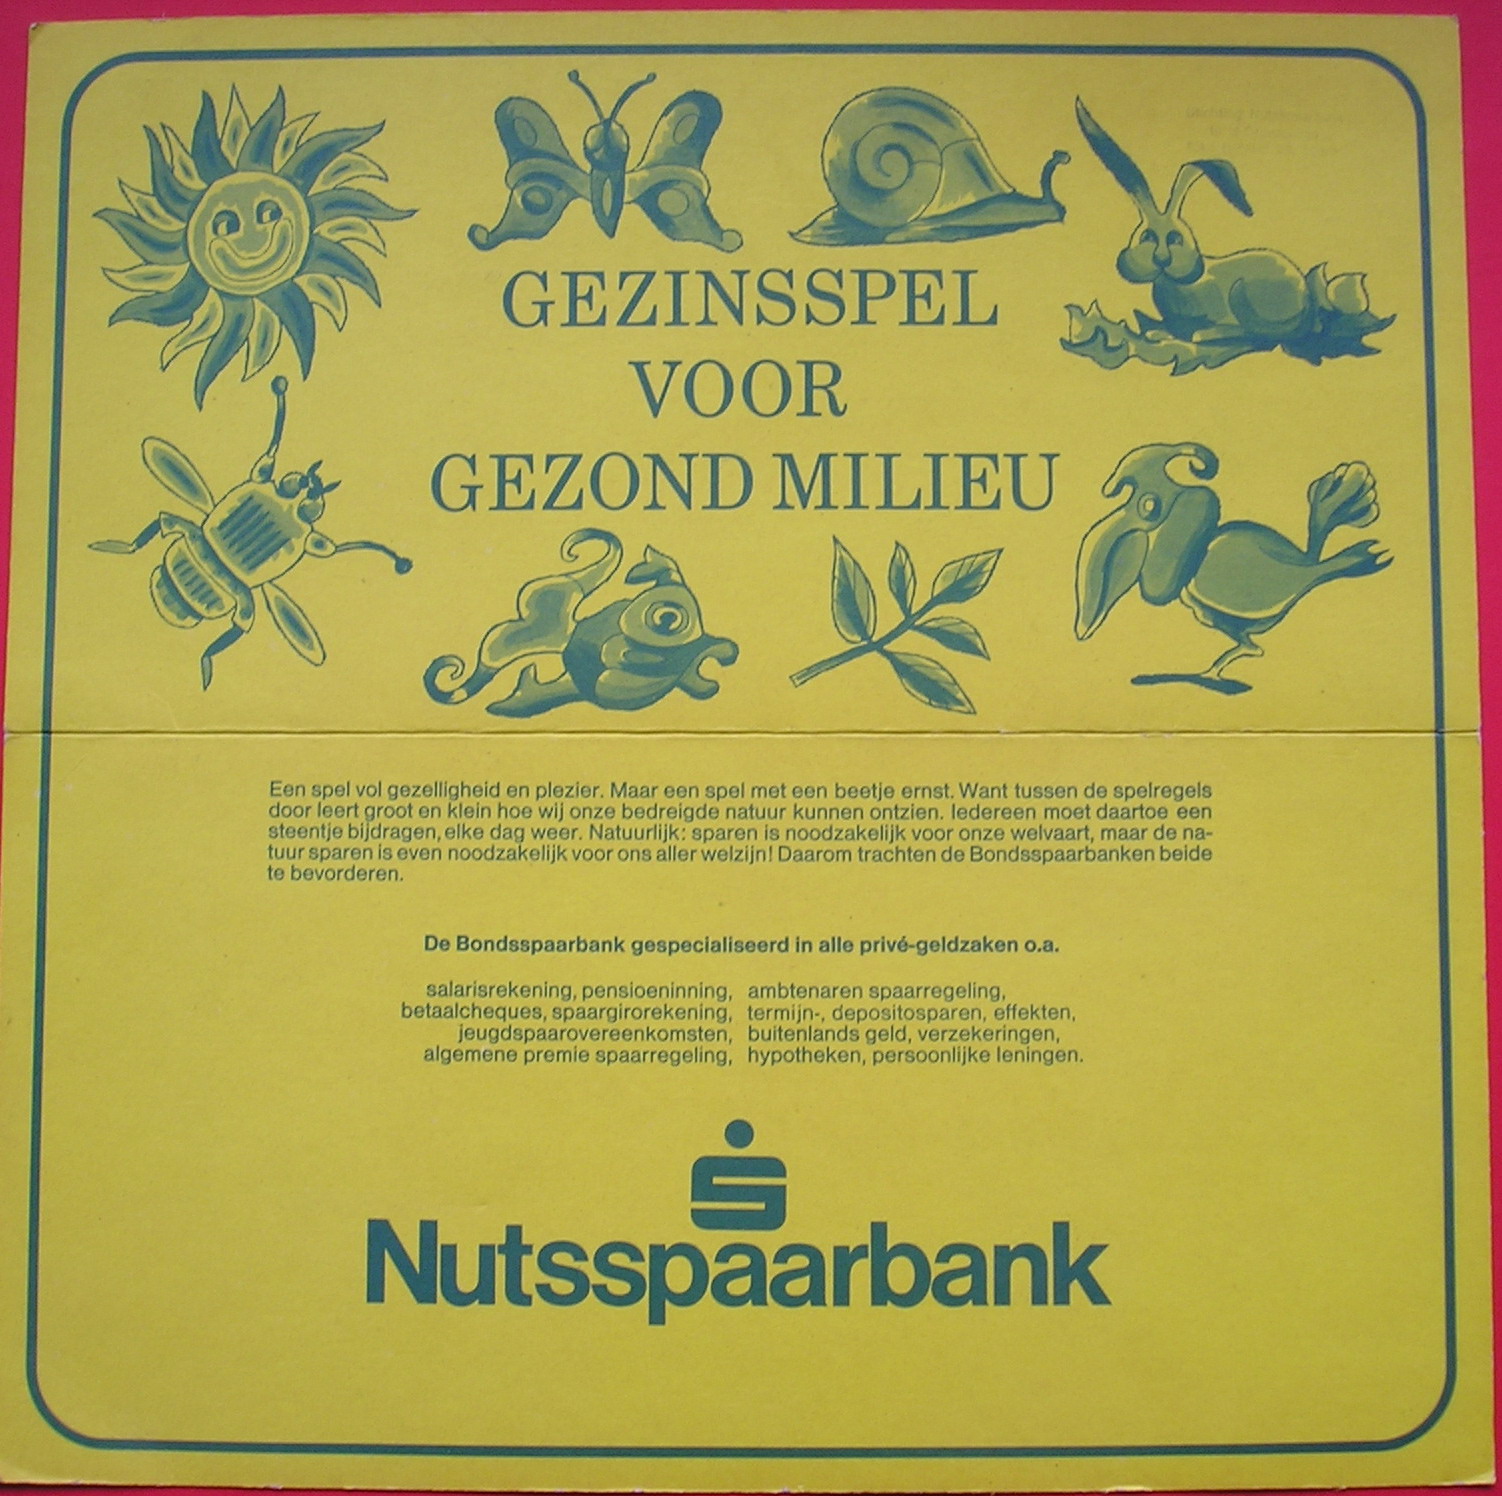 GEZINSSPEL
VOOR
GEZOND MILIEU
Een spel vol gezelligheid en plezier. Maar een spel met een beetje ernst. Want tussen de spelregels
door leert groot en klein hoe wij onze bedreigde natuur kunnen ontzien. Iedereen moet daartoe een
steentje bijdragen, elke dag weer. Natuurlijk: sparen is noodzakelijk voor onze welvaart, maar de na-
tuur sparen is even noodzakelijk voor ons aller welzijn! Daarom trachten de Bondsspaarbanken beide
te bevorderen.
De Bondsspaarbank gespecialiseerd in alle privé-geldzaken o.a.
salarisrekening, pensioeninning, ambtenaren spaarregeling,
betaalcheques, spaargirorekening, termijn-, depositosparen, effekten,
jeugdspaarovereenkomsten, buitenlands geld, verzekeringen,
algemene premie spaarregeling, hypotheken, persoonlijke leningen.
Nutsspaarbank